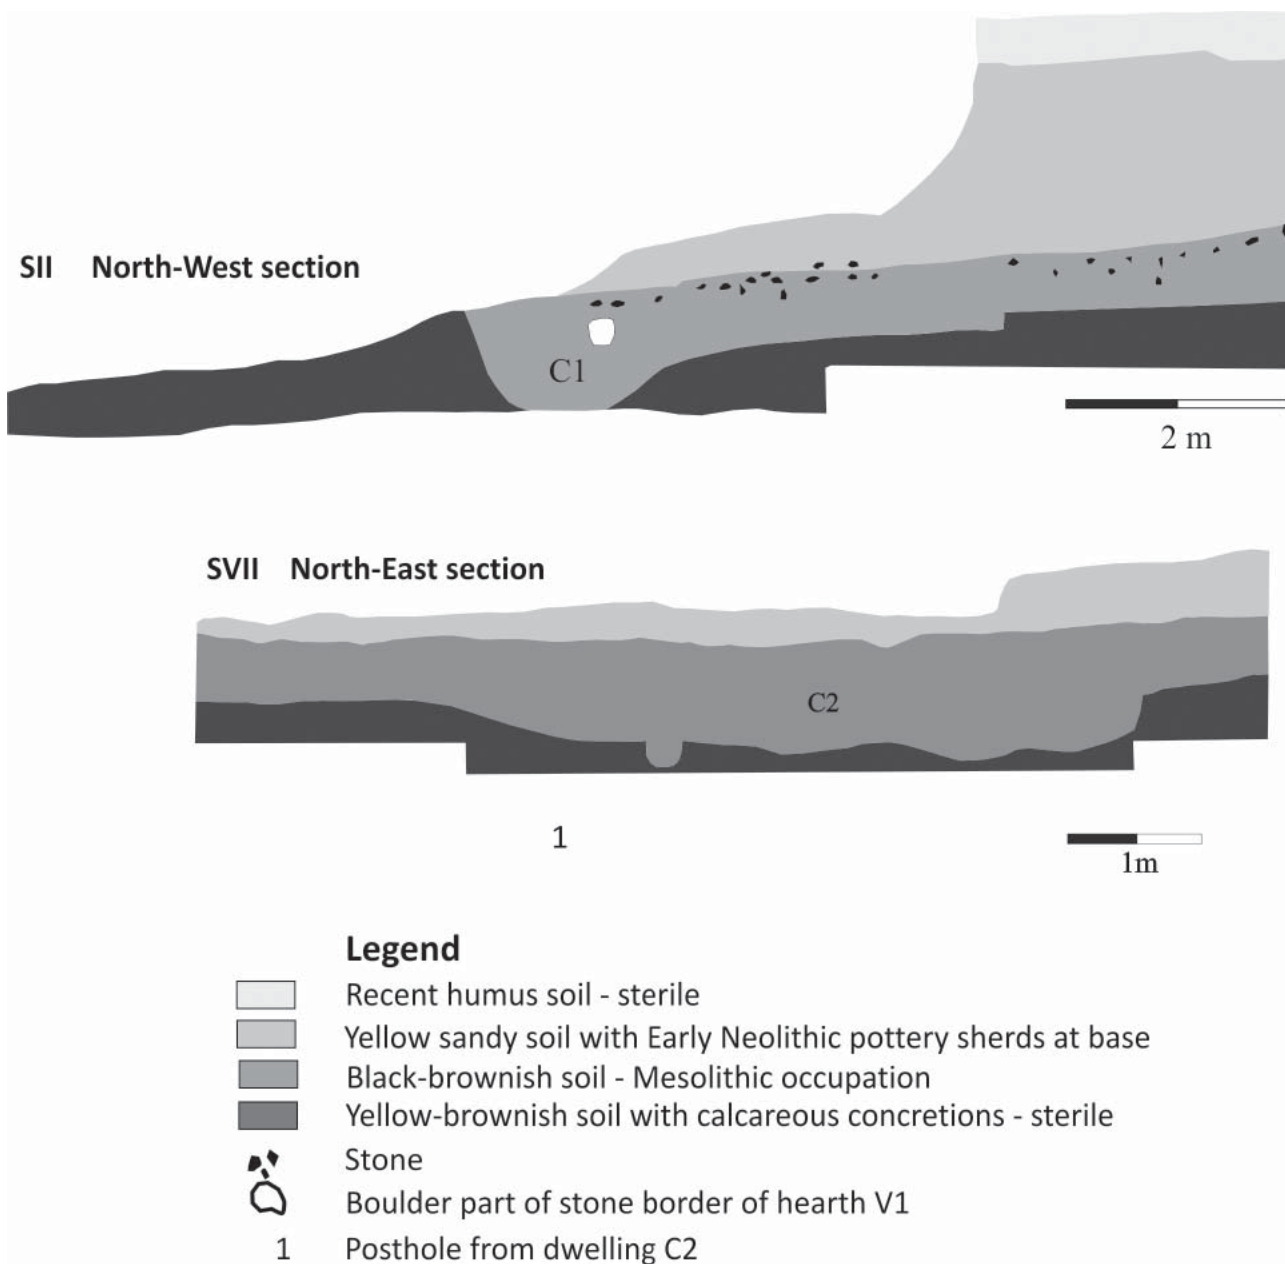 SII North-West section
C1
2 m
SVII North-East section
C2
1
1m
Legend
Recent humus soil - sterile
Yellow sandy soil with Early Neolithic pottery sherds at base
Black-brownish soil - Mesolithic occupation
Yellow-brownish soil with calcareous concretions - sterile
Stone
Boulder part of stone border of hearth V1
1 Posthole from dwelling C2